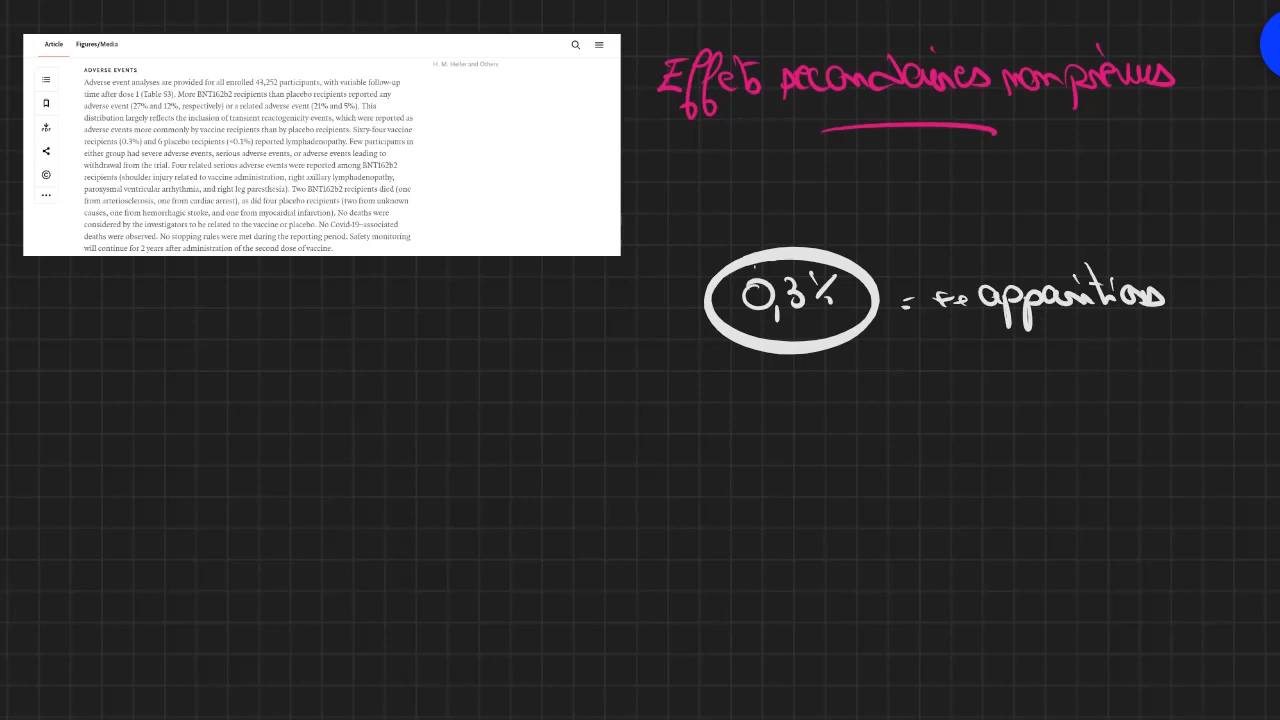 Article Figures/Media
H. M. Heller and Others
ADVERSE EVENTS
Adverse event analyses are provided for all enrolled 43,252 participants, with variable follow-up
time after dose 1 (Table S3). More BNT162b2 recipients than placebo recipients reported any
adverse event (27% and 12%, respectively) or a related adverse event (21% and 5%). This
distribution largely reflects the inclusion of transient reactogenicity events, which were reported as
adverse events more commonly by vaccine recipients than by placebo recipients. Sixty-four vaccine
recipients (0.3%) and 6 placebo recipients (<0.1%) reported lymphadenopathy. Few participants in
either group had severe adverse events, serious adverse events, or adverse events leading to
withdrawal from the trial. Four related serious adverse events were reported among BNT162b2
recipients (shoulder injury related to vaccine administration, right axillary lymphadenopathy,
paroxysmal ventricular arrhythmia, and right leg paresthesia). Two BNT162b2 recipients died (one
from arteriosclerosis, one from cardiac arrest), as did four placebo recipients (two from unknown
causes, one from hemorrhagic stroke, and one from myocardial infarction). No deaths were
considered by the investigators to be related to the vaccine or placebo. No Covid-19–associated
deaths were observed. No stopping rules were met during the reporting period. Safety monitoring
will continue for 2 years after administration of the second dose of vaccine.
PDF
Effet secondaires non prévus
0,3% = apparitions